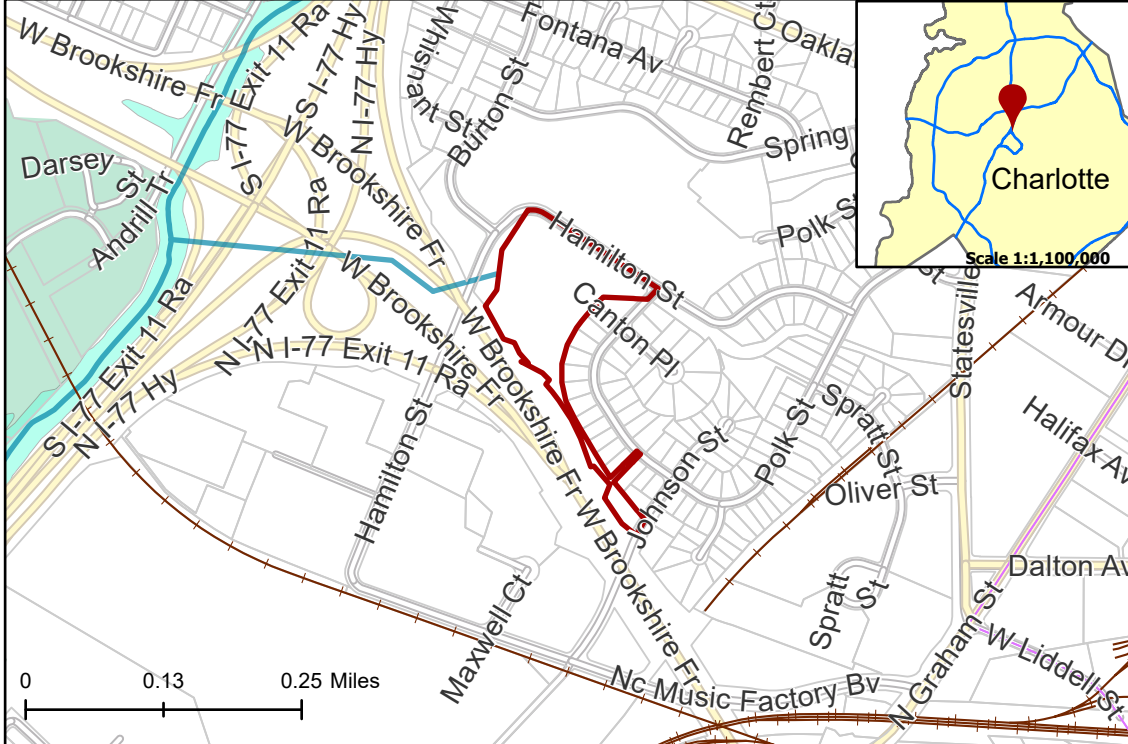 W Brookshire Fr
S I-77 Exit 11 Ra
S I-77 Hy
N I-77 Hy
Whisnant St
Burton St
Fontana Av
Rembert Ct
Spring
Polk St
Charlotte
Scale 1:1,100,000
Darsey
Andrill Tr
St
N I-77 Exit 11 Ra
W Brookshire Fr
W Brookshire Fr
Hamilton St
Canton Pl
St
Statesville
Armour Dr
S I-77 Exit 11 Ra
N I-77 Hy
N I-77 Exit 11 Ra
W Brookshire Fr
Hamilton St
Johnson St
Polk St
Spratt St
Oliver St
Halifax Av
W Brookshire Fr
Maxwell Ct
Spratt
St
Dalton Av
N Graham St
W Liddell St
Nc Music Factory Bv
0
0.13
0.25 Miles